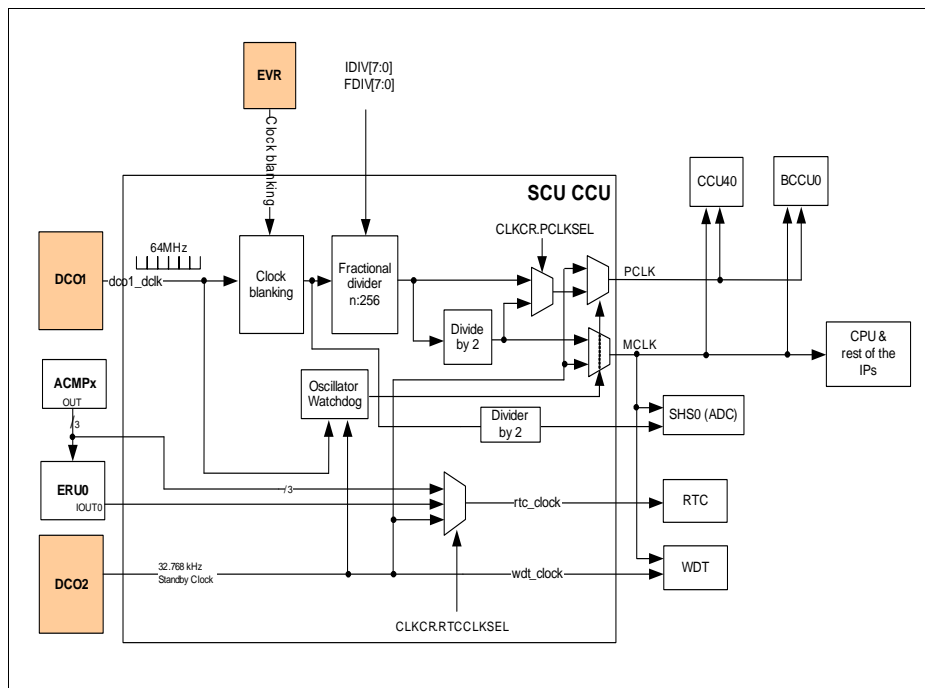 EVR
IDIV[7:0]
FDIV[7:0]
Clock blanking
SCU CCU
CCU40
BCCU0
CLKCR.PCLKSEL
64MHz
DCO1
dco1_dclk
Clock
blanking
Fractional
divider
n:256
PCLK
Divide
by 2
MCLK
CPU &
rest of the
IPs
ACMPx
OUT
Oscillator
Watchdog
/3
Divider
by 2
SHS0 (ADC)
ERU0
IOUT0
/3
rtc_clock
RTC
DCO2
32.768 kHz
Standby Clock
wdt_clock
WDT
CLKCR.RTCCLKSEL